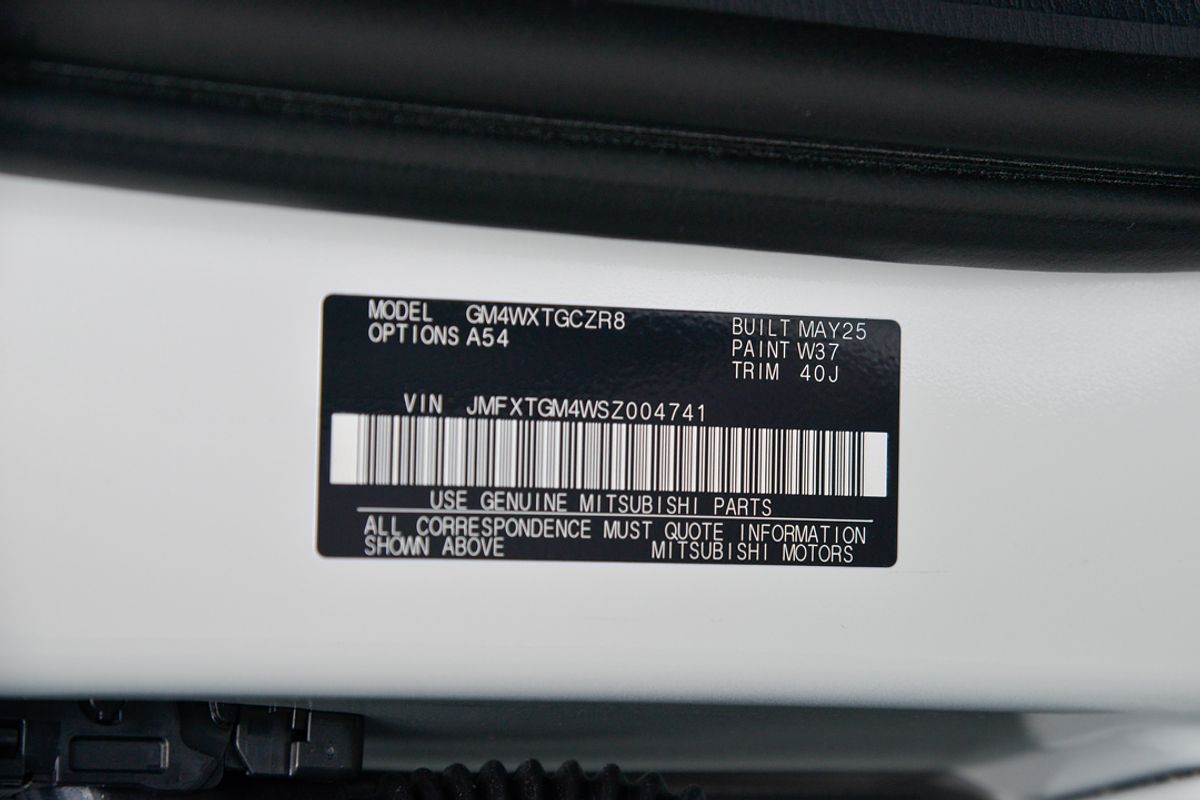 MODEL GM4WXTGCZR8
OPTIONS A54
BUILT MAY25
PAINT W37
TRIM 40J
VIN JMFXTGM4WSZ004741
USE GENUINE MITSUBISHI PARTS
ALL CORRESPONDENCE MUST QUOTE INFORMATION
SHOWN ABOVE MITSUBISHI MOTORS